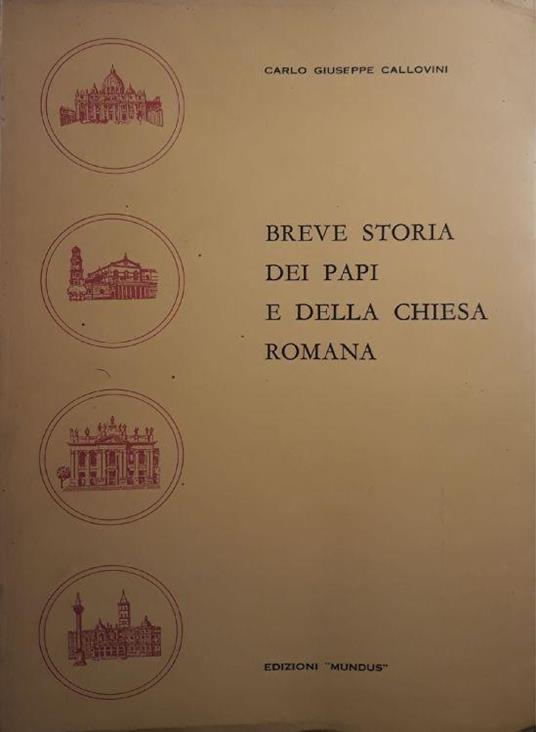 CARLO GIUSEPPE CALLOVINI
BREVE STORIA
DEI PAPI
E DELLA CHIESA
ROMANA
EDIZIONI "MUNDUS"